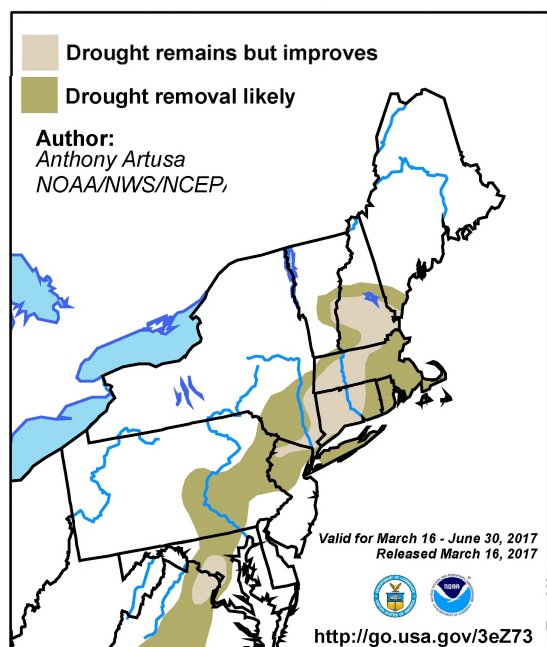 Drought remains but improves
Drought removal likely
Author:
Anthony Artusa
NOAA/NWS/NCEP/
Valid for March 16 - June 30, 2017
Released March 16, 2017
NOAA
http://go.usa.gov/3eZ73